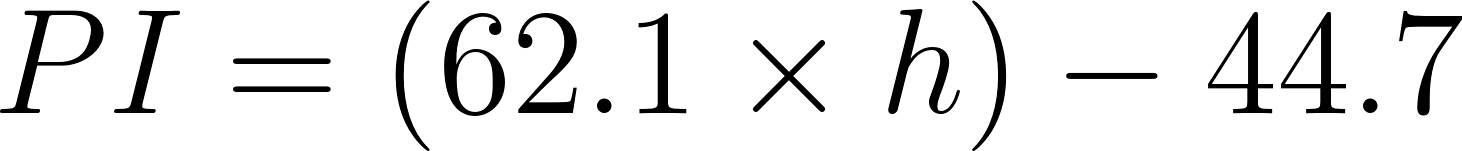 PI = (62.1 × h) − 44.7